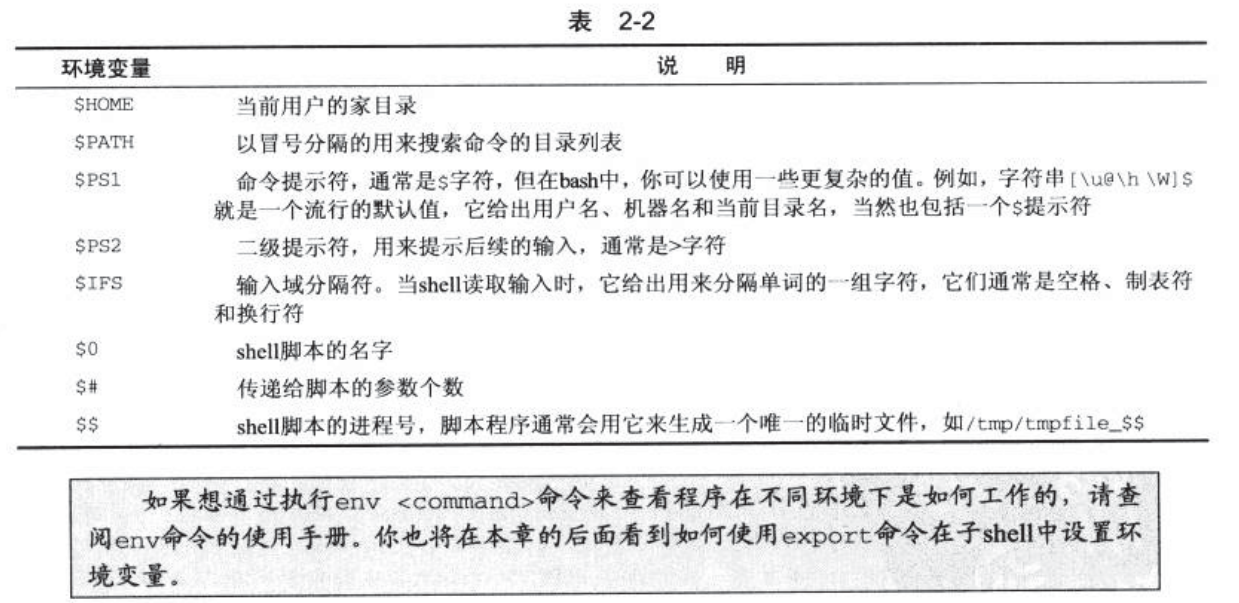 表 2-2
环境变量 说 明
$HOME 当前用户的家目录
$PATH 以冒号分隔的用来搜索命令的目录列表
$PS1 命令提示符，通常是$字符，但在bash中，你可以使用一些更复杂的值。例如，字符串[\u@\h \W]$
就是一个流行的默认值，它给出用户名、机器名和当前目录名，当然也包括一个$提示符
$PS2 二级提示符，用来提示后续的输入，通常是>字符
$IFS 输入域分隔符。当shell读取输入时，它给出用来分隔单词的一组字符，它们通常是空格、制表符
和换行符
$0 shell脚本的名字
$# 传递给脚本的参数个数
$$ shell脚本的进程号，脚本程序通常会用它来生成一个唯一的临时文件，如/tmp/tmpfile_$$
如果想通过执行env <command>命令来查看程序在不同环境下是如何工作的，请查
阅env命令的使用手册。你也将在本章的后面看到如何使用export命令在子shell中设置环
境变量。